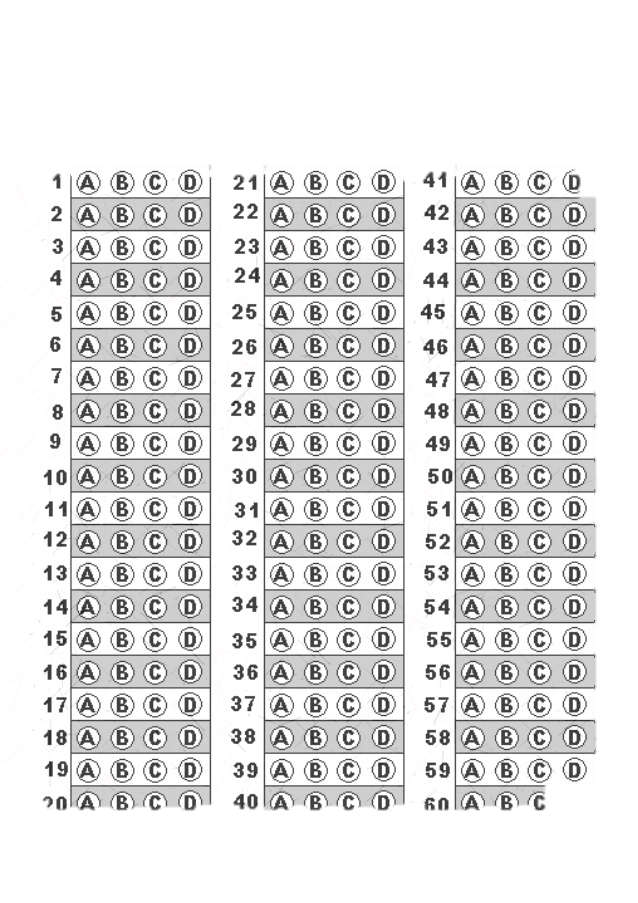 1 A B C D
2 A B C D
3 A B C D
4 A B C D
5 A B C D
6 A B C D
7 A B C D
8 A B C D
9 A B C D
10 A B C D
11 A B C D
12 A B C D
13 A B C D
14 A B C D
15 A B C D
16 A B C D
17 A B C D
18 A B C D
19 A B C D
20 A B C D
21 A B C D
22 A B C D
23 A B C D
24 A B C D
25 A B C D
26 A B C D
27 A B C D
28 A B C D
29 A B C D
30 A B C D
31 A B C D
32 A B C D
33 A B C D
34 A B C D
35 A B C D
36 A B C D
37 A B C D
38 A B C D
39 A B C D
40 A B C D
41 A B C D
42 A B C D
43 A B C D
44 A B C D
45 A B C D
46 A B C D
47 A B C D
48 A B C D
49 A B C D
50 A B C D
51 A B C D
52 A B C D
53 A B C D
54 A B C D
55 A B C D
56 A B C D
57 A B C D
58 A B C D
59 A B C D
60 A B C